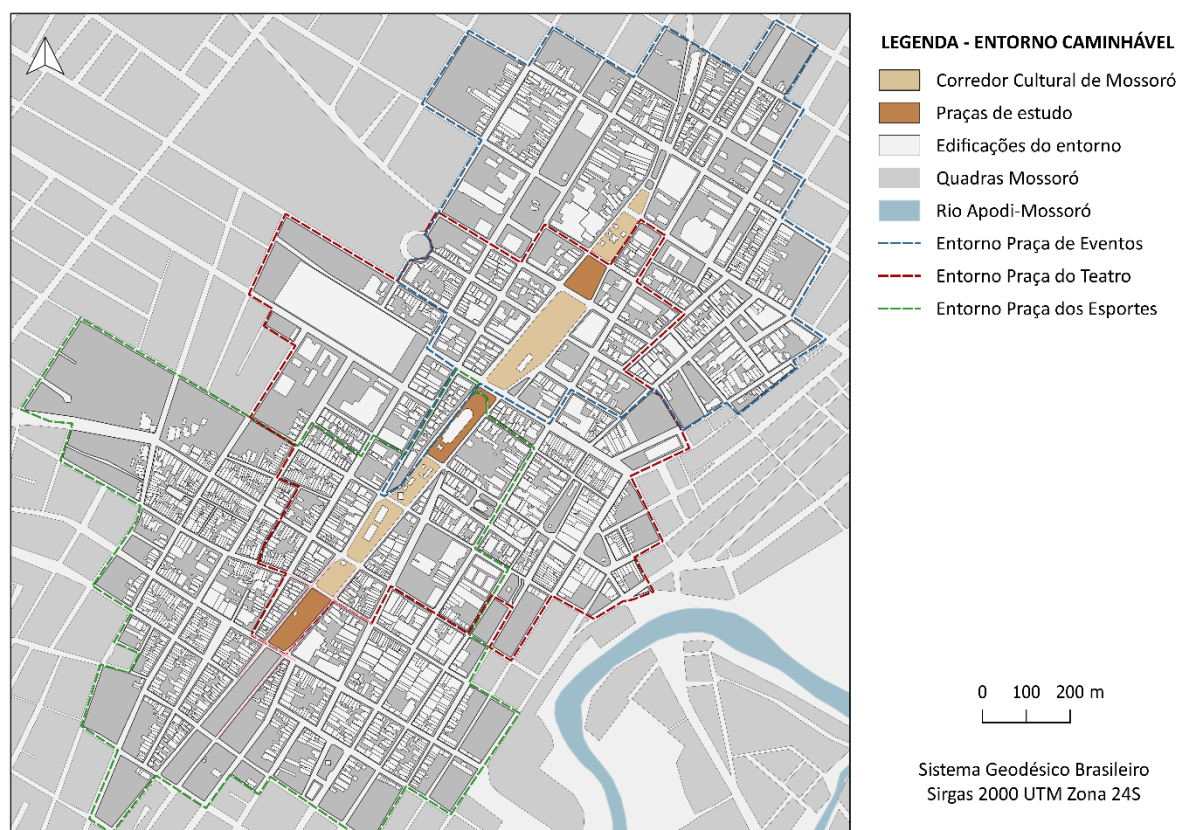 LEGENDA - ENTORNO CAMINHÁVEL
Corredor Cultural de Mossoró
Praças de estudo
Edificações do entorno
Quadras Mossoró
Rio Apodi-Mossoró
Entorno Praça de Eventos
Entorno Praça do Teatro
Entorno Praça dos Esportes
0 100 200 m
Sistema Geodésico Brasileiro
Sirgas 2000 UTM Zona 24S